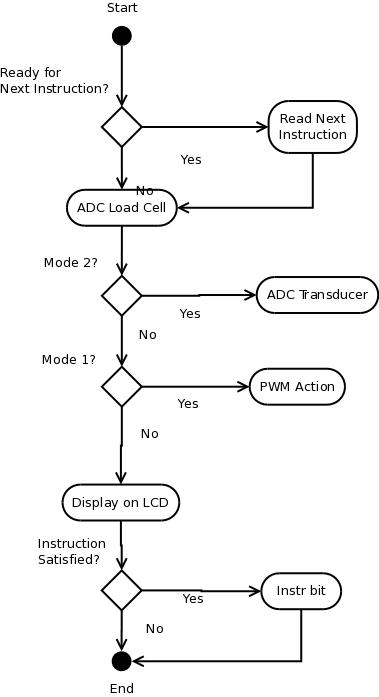 Start
Ready for
Next Instruction?
Read Next
Instruction
Yes
No
ADC Load Cell
Mode 2?
ADC Transducer
Yes
No
Mode 1?
PWM Action
Yes
No
Display on LCD
Instruction
Satisfied?
Instr bit
Yes
No
End